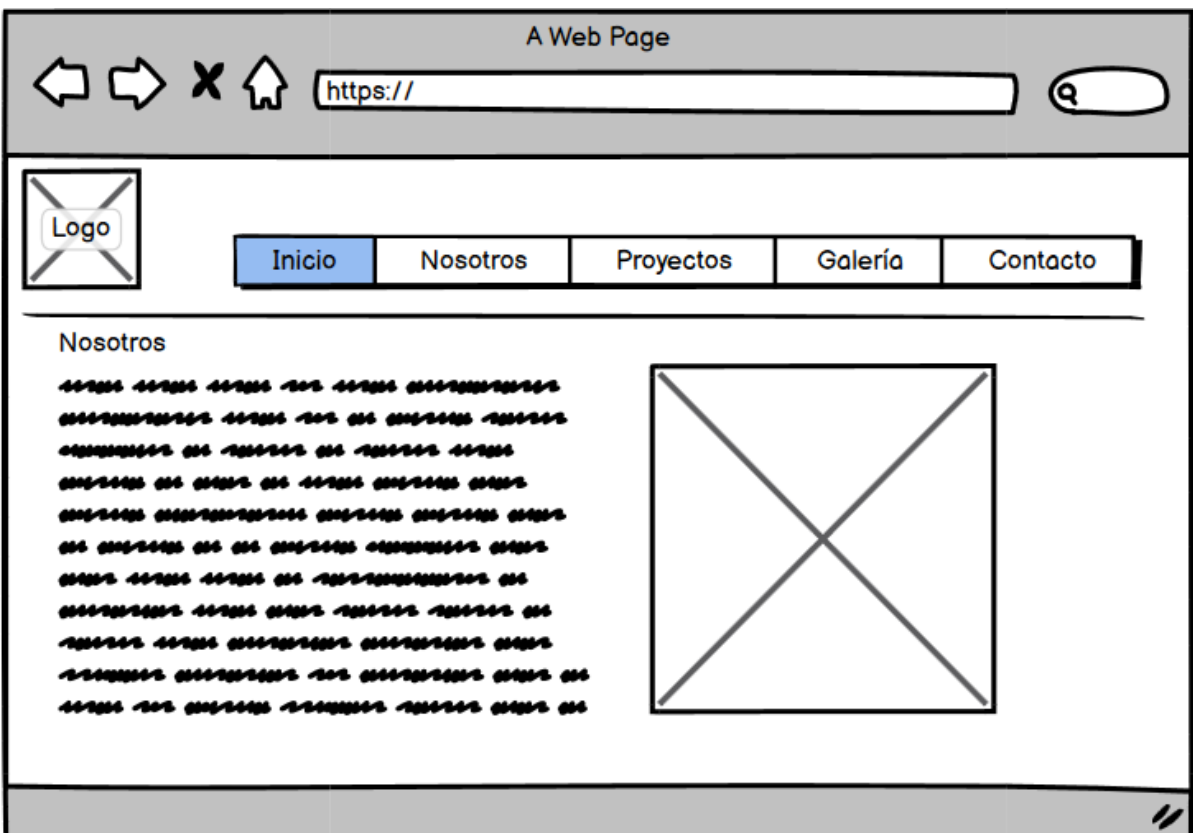 A Web Page
https://
Logo
Inicio Nosotros Proyectos Galería Contacto
Nosotros